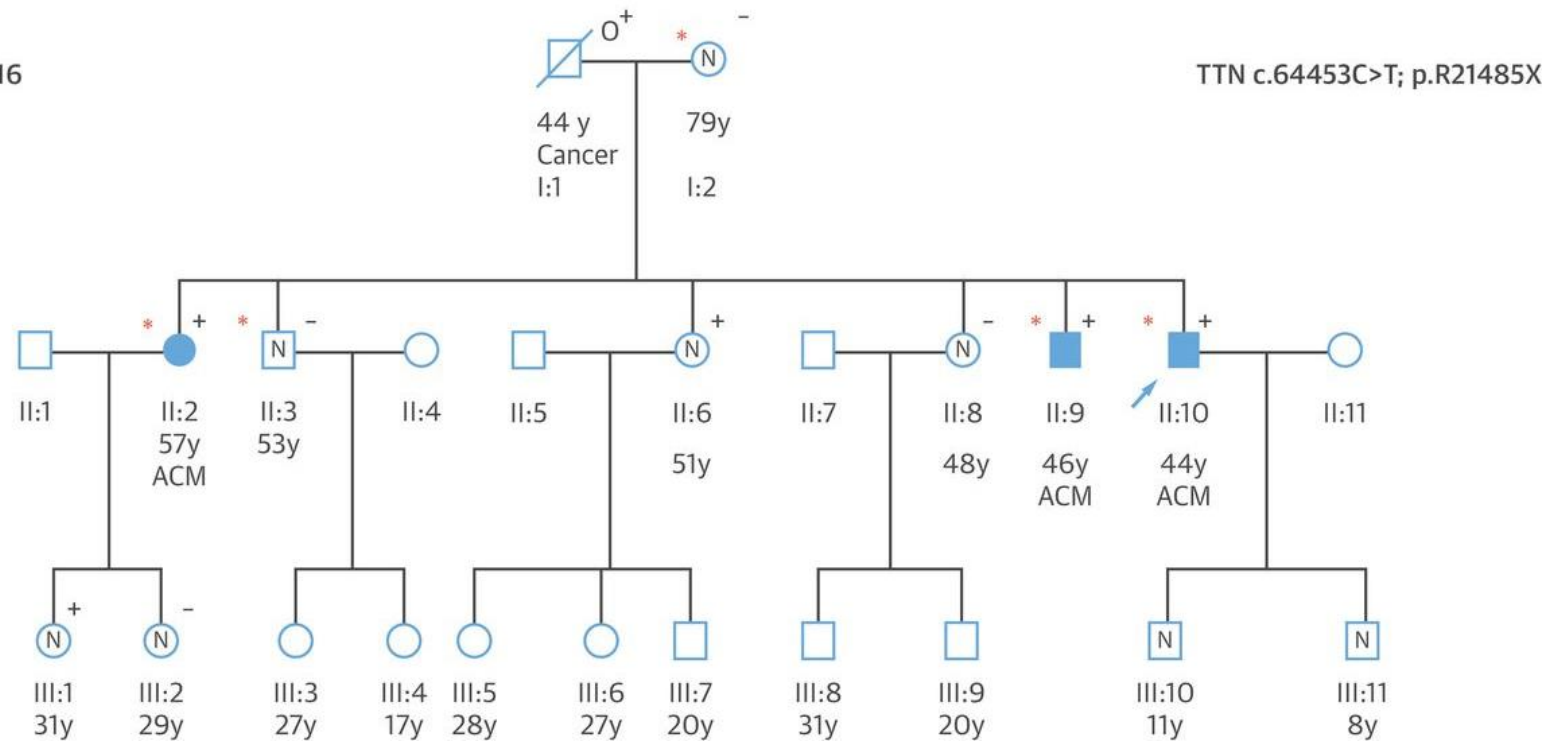 16
TTN c.64453C>T; p.R21485X
O+
*
-
N
44 y
79y
Cancer
I:1
I:2
* + * - + - * + * +
N N N
II:1 II:2 II:3 II:4 II:5 II:6 II:7 II:8 II:9 II:10 II:11
57y 53y 51y 48y 46y 44y
ACM ACM ACM
+ -
N N N N
III:1 III:2 III:3 III:4 III:5 III:6 III:7 III:8 III:9 III:10 III:11
31y 29y 27y 17y 28y 27y 20y 31y 20y 11y 8y